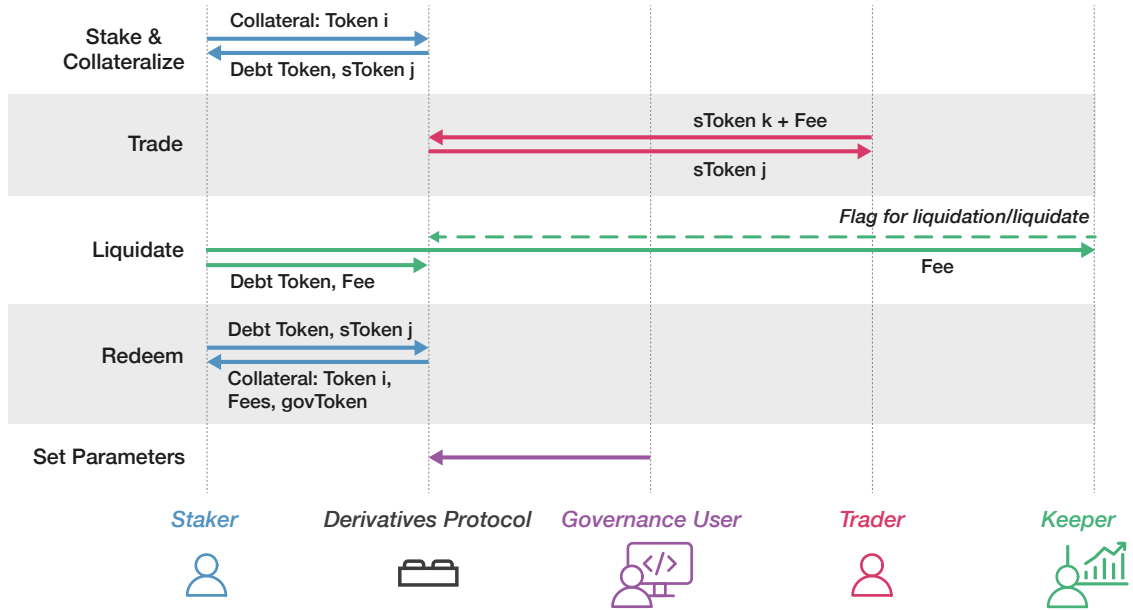 Stake &
Collateralize
Collateral: Token i
Debt Token, sToken j
Trade
sToken k + Fee
sToken j
Liquidate
Flag for liquidation/liquidate
Fee
Debt Token, Fee
Redeem
Debt Token, sToken j
Collateral: Token i,
Fees, govToken
Set Parameters
Staker
Derivatives Protocol
Governance User
Trader
Keeper
</>